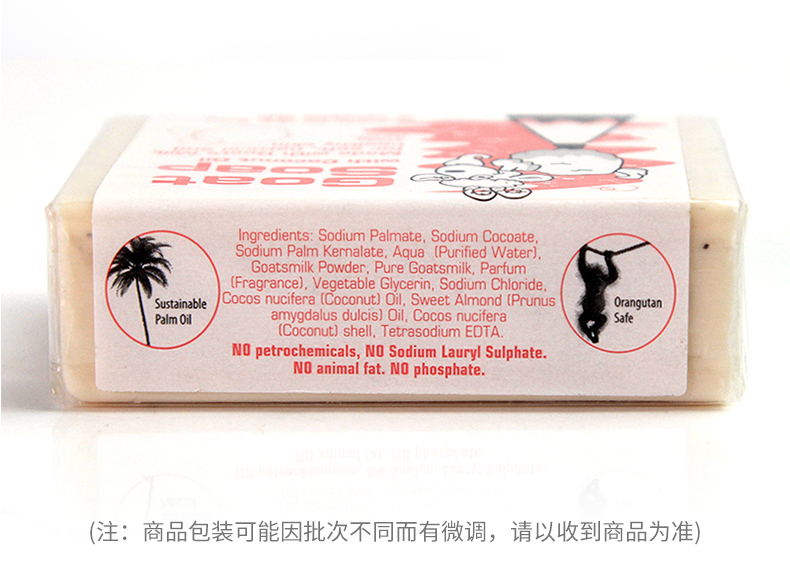 Goat
Soap
with Coconut Oil
Ingredients: Sodium Palmate, Sodium Cocoate,
Sodium Palm Kernalate, Aqua (Purified Water),
Goatsmilk Powder, Pure Goatsmilk, Parfum
(Fragrance), Vegetable Glycerin, Sodium Chloride,
Cocos nucifera (Coconut) Oil, Sweet Almond (Prunus
amygdalus dulcis) Oil, Cocos nucifera
(Coconut) shell, Tetrasodium EDTA.
NO petrochemicals, NO Sodium Lauryl Sulphate.
NO animal fat. NO phosphate.
Sustainable
Palm Oil
Orangutan
Safe
(注：商品包装可能因批次不同而有微调，请以收到商品为准)